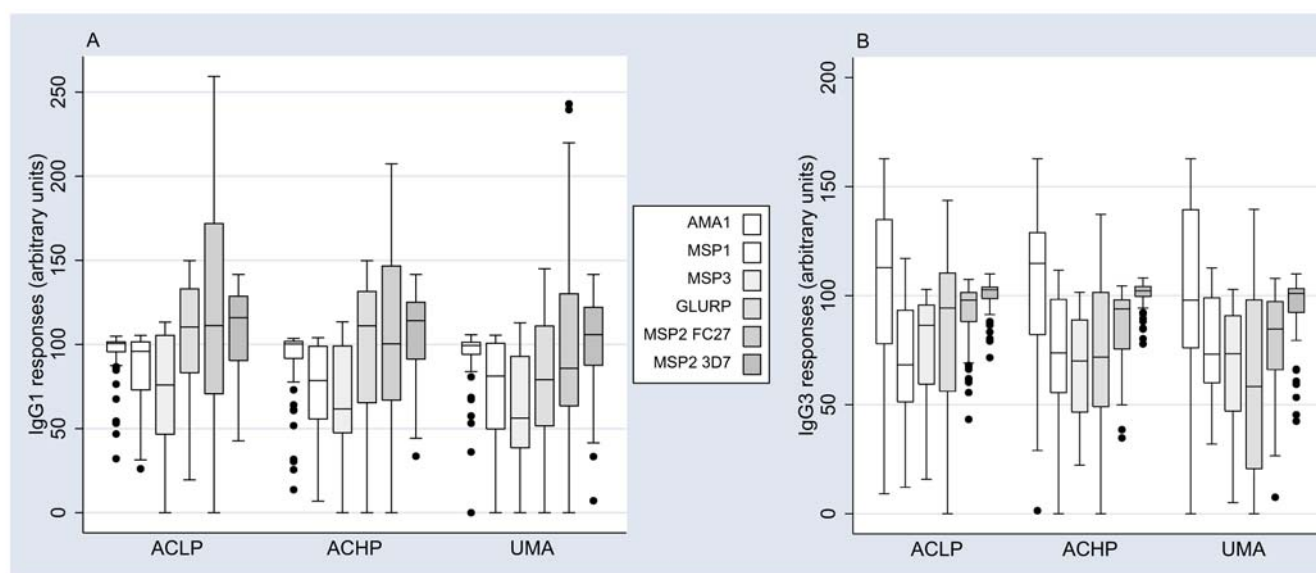 A
IgG1 responses (arbitrary units)
250
200
150
100
50
0
ACLP ACHP UMA
AMA1
MSP1
MSP3
GLURP
MSP2 FC27
MSP2 3D7
B
IgG3 responses (arbitrary units)
200
150
100
50
0
ACLP ACHP UMA